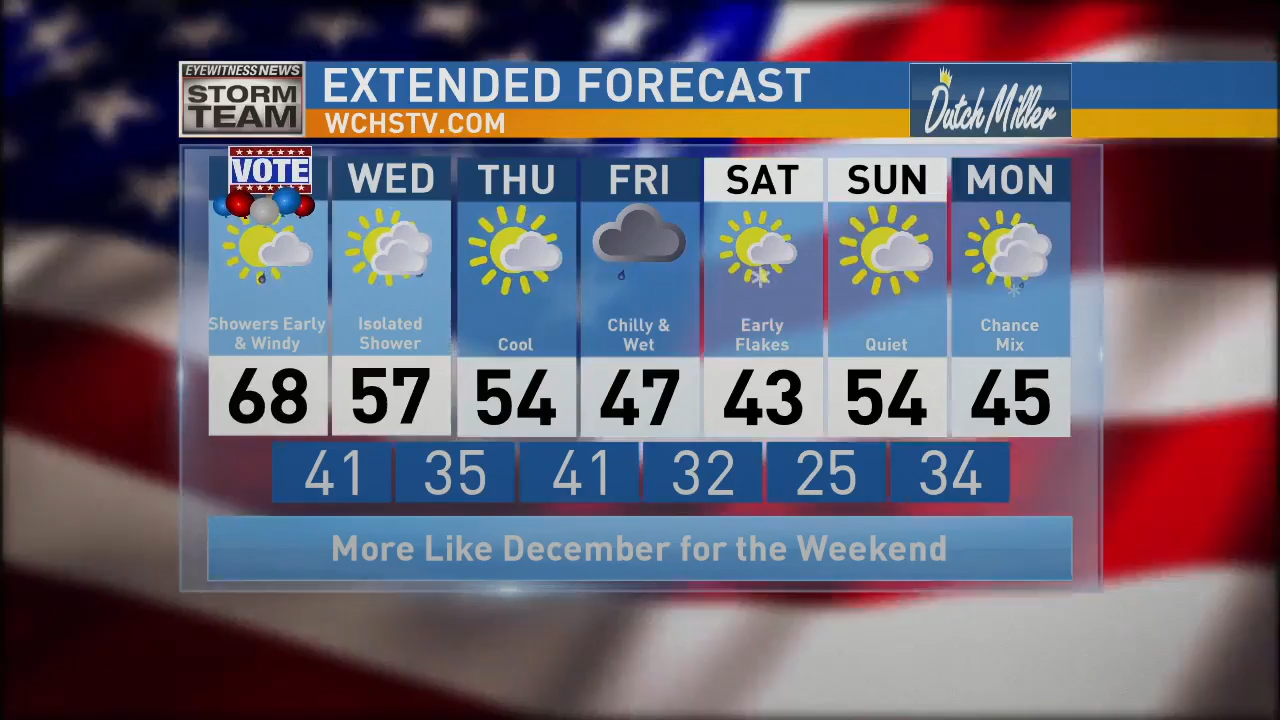 EYEWITNESS NEWS
STORM
TEAM
EXTENDED FORECAST
WCHSTV.COM
Dutch Miller
VOTE WED THU FRI SAT SUN MON
Showers Early
& Windy
Isolated
Shower
Cool
Chilly &
Wet
Early
Flakes
Quiet
Chance
Mix
68 57 54 47 43 54 45
41 35 41 32 25 34
More Like December for the Weekend